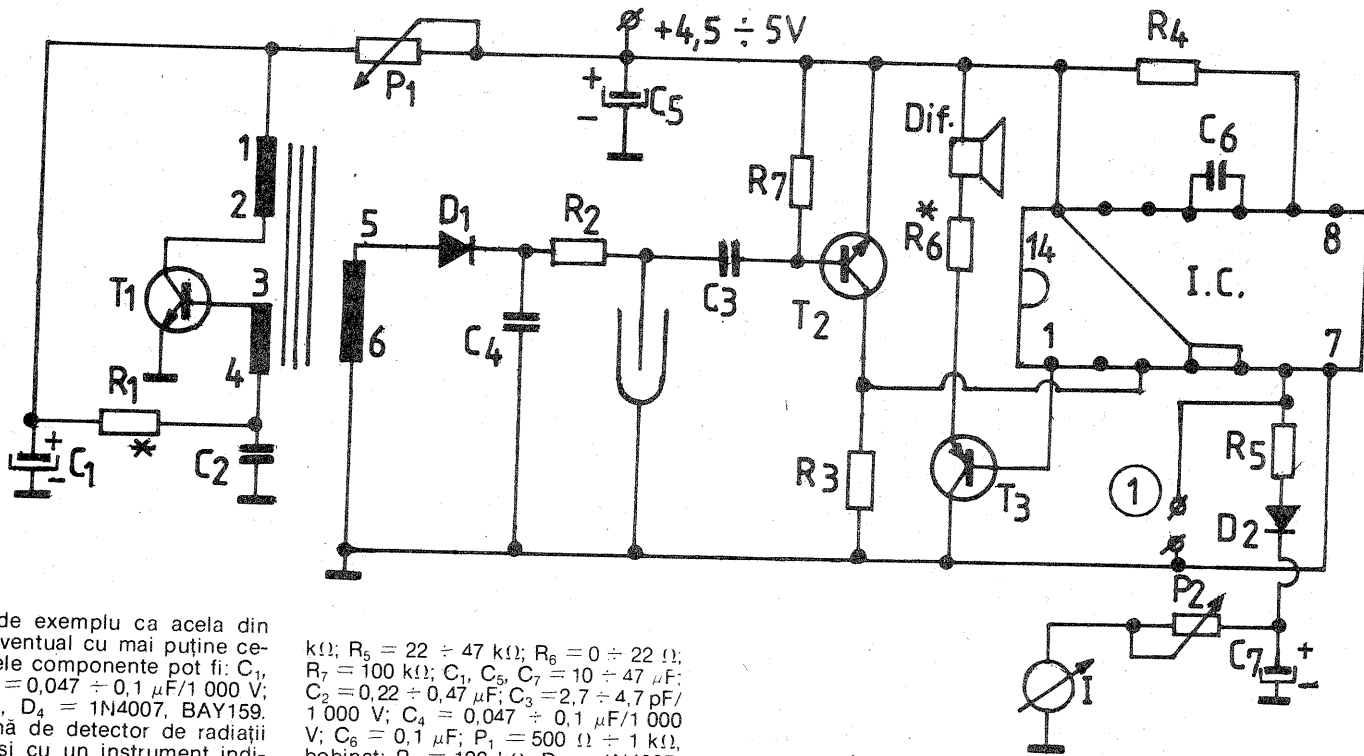 +4,5 ÷ 5V
R4
P1
+
-
C5
Dif.
C6
1
2
R7
D1
R2
5
*
R6
14
8
I.C.
T1
3
C3
T2
6
C4
1
7
4
R1
*
+
-
C1
C2
R3
T3
1
R5
D2
P2
C7
+
-
I
de exemplu ca acela din
ventual cu mai puține ce-
ele componente pot fi: C1,
= 0,047 ÷ 0,1 μF/1 000 V;
, D4 = 1N4007, BAY159.
nă de detector de radiații
și cu un instrument indi-
kΩ; R5 = 22 ÷ 47 kΩ; R6 = 0 ÷ 22 Ω;
R7 = 100 kΩ; C1, C5, C7 = 10 ÷ 47 μF;
C2 = 0,22 ÷ 0,47 μF; C3 = 2,7 ÷ 4,7 pF/
1 000 V; C4 = 0,047 ÷ 0,1 μF/1 000
V; C6 = 0,1 μF; P1 = 500 Ω ÷ 1 kΩ,